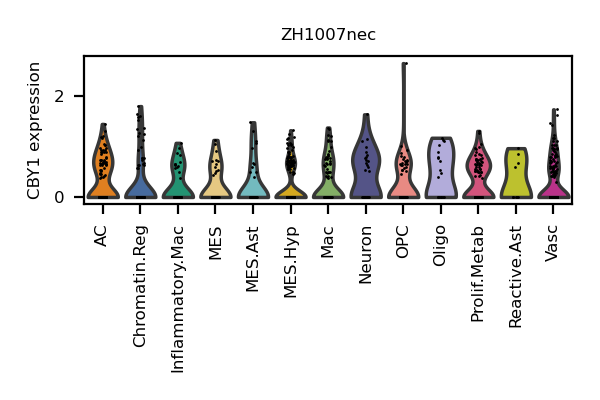 ZH1007nec
CBY1 expression
2
0
AC
Chromatin.Reg
Inflammatory.Mac
MES
MES.Ast
MES.Hyp
Mac
Neuron
OPC
Oligo
Prolif.Metab
Reactive.Ast
Vasc